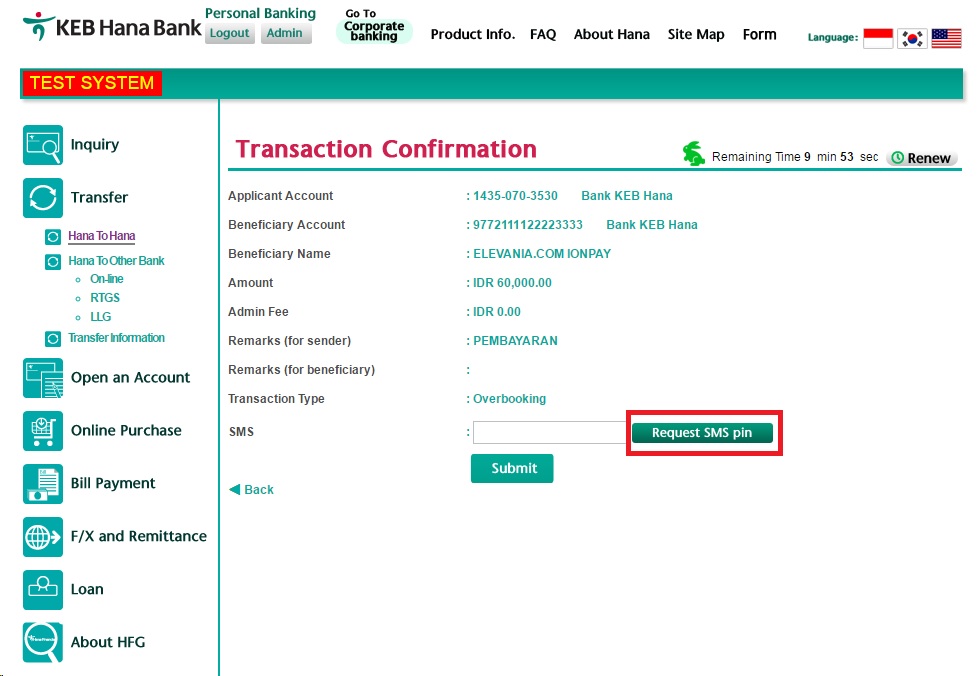 KEB Hana Bank
Personal Banking
Logout Admin
Go To
Corporate
banking
Product Info. FAQ About Hana Site Map Form
Language:
TEST SYSTEM
Inquiry
Transfer
Hana To Hana
Hana To Other Bank
On-line
RTGS
LLG
Transfer Information
Open an Account
Online Purchase
Bill Payment
F/X and Remittance
Loan
About HFG
Transaction Confirmation
Remaining Time 9 min 53 sec Renew
Applicant Account : 1435-070-3530 Bank KEB Hana
Beneficiary Account : 9772111122223333 Bank KEB Hana
Beneficiary Name : ELEVANIA.COM IONPAY
Amount : IDR 60,000.00
Admin Fee : IDR 0.00
Remarks (for sender) : PEMBAYARAN
Remarks (for beneficiary) :
Transaction Type : Overbooking
SMS : Request SMS pin
Submit
Back